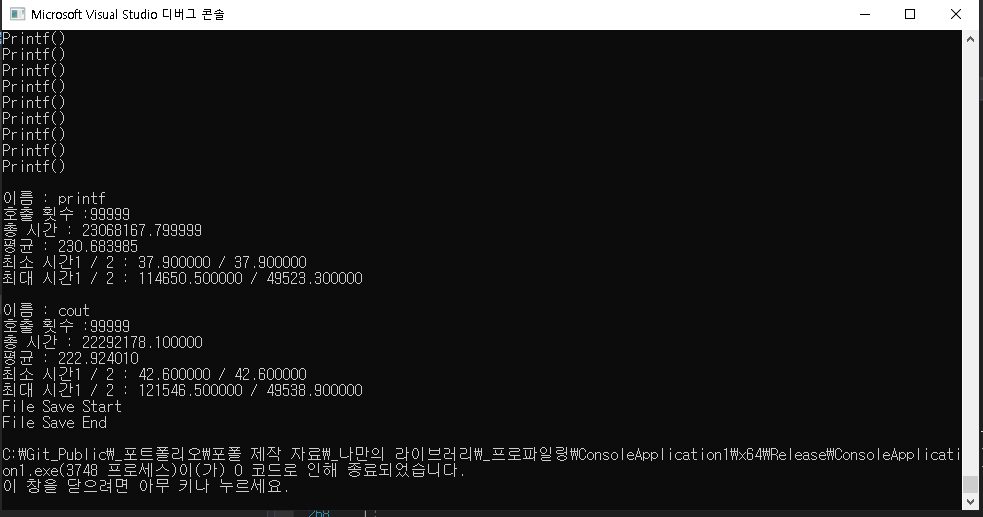 Microsoft Visual Studio 디버그 콘솔
Printf()
Printf()
Printf()
Printf()
Printf()
Printf()
Printf()
Printf()
Printf()
이름 : printf
호출 횟수 :99999
총 시간 : 23068167.799999
평균 : 230.683985
최소 시간1 / 2 : 37.900000 / 37.900000
최대 시간1 / 2 : 114650.500000 / 49523.300000
이름 : cout
호출 횟수 :99999
총 시간 : 22292178.100000
평균 : 222.924010
최소 시간1 / 2 : 42.600000 / 42.600000
최대 시간1 / 2 : 121546.500000 / 49538.900000
File Save Start
File Save End
C:₩Git_Public₩_포트폴리오₩포폴 제작 자료₩_나만의 라이브러리₩_프로파일링₩ConsoleApplication1₩x64₩Release₩ConsoleApplicati
on1.exe(3748 프로세스)이(가) 0 코드로 인해 종료되었습니다.
이 창을 닫으려면 아무 키나 누르세요.
268